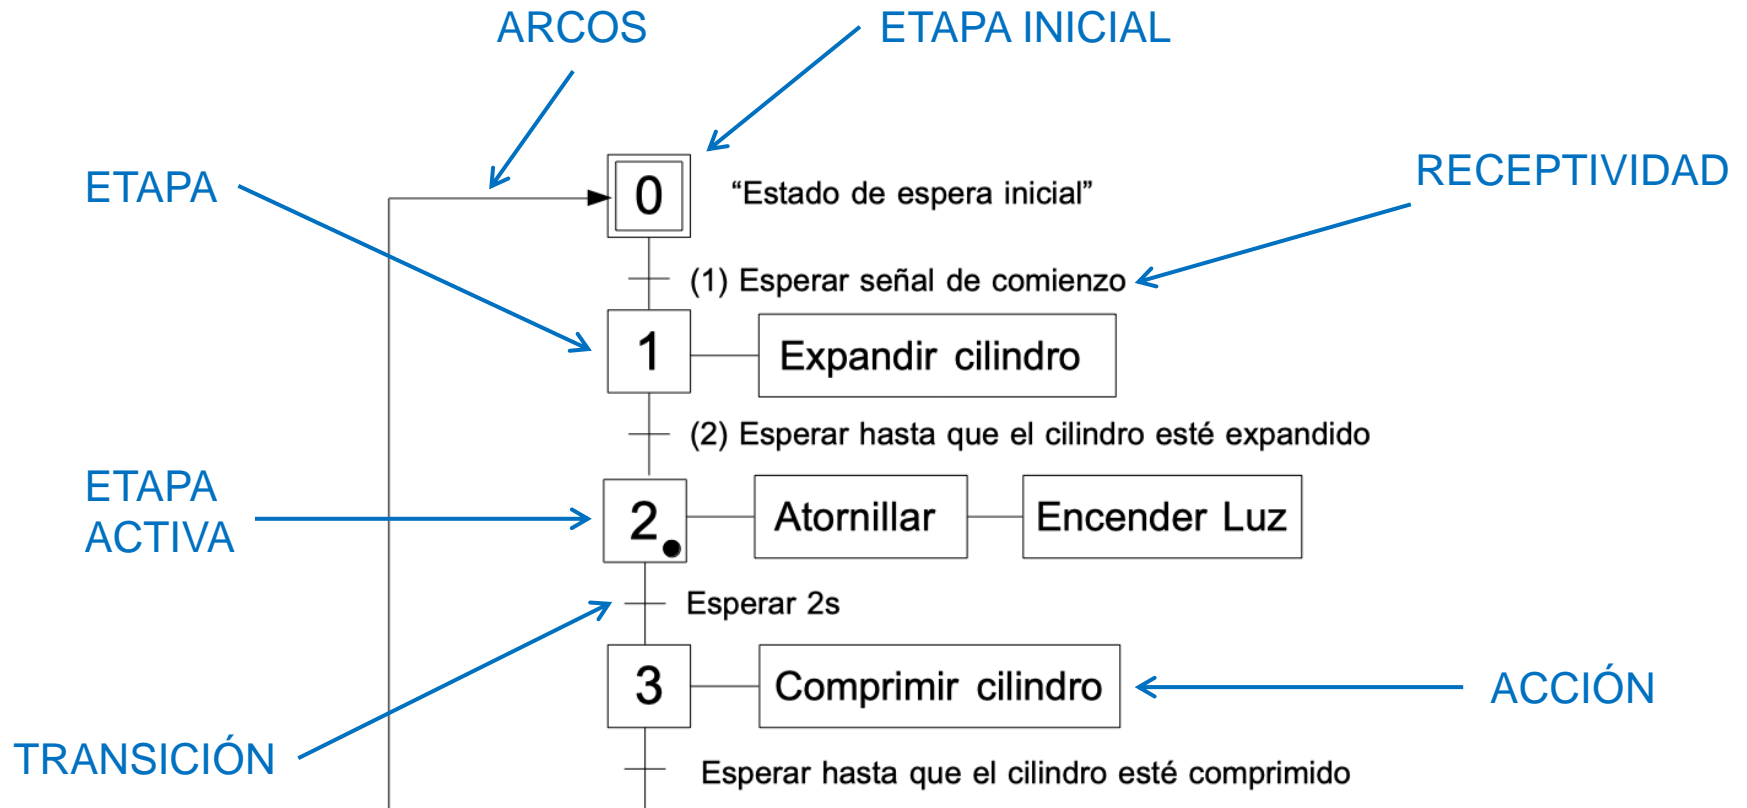 ARCOS
ETAPA INICIAL
RECEPTIVIDAD
ETAPA
0
“Estado de espera inicial”
(1) Esperar señal de comienzo
1
Expandir cilindro
(2) Esperar hasta que el cilindro esté expandido
ETAPA
ACTIVA
2
Atornillar
Encender Luz
Esperar 2s
3
Comprimir cilindro
ACCIÓN
TRANSICIÓN
Esperar hasta que el cilindro esté comprimido